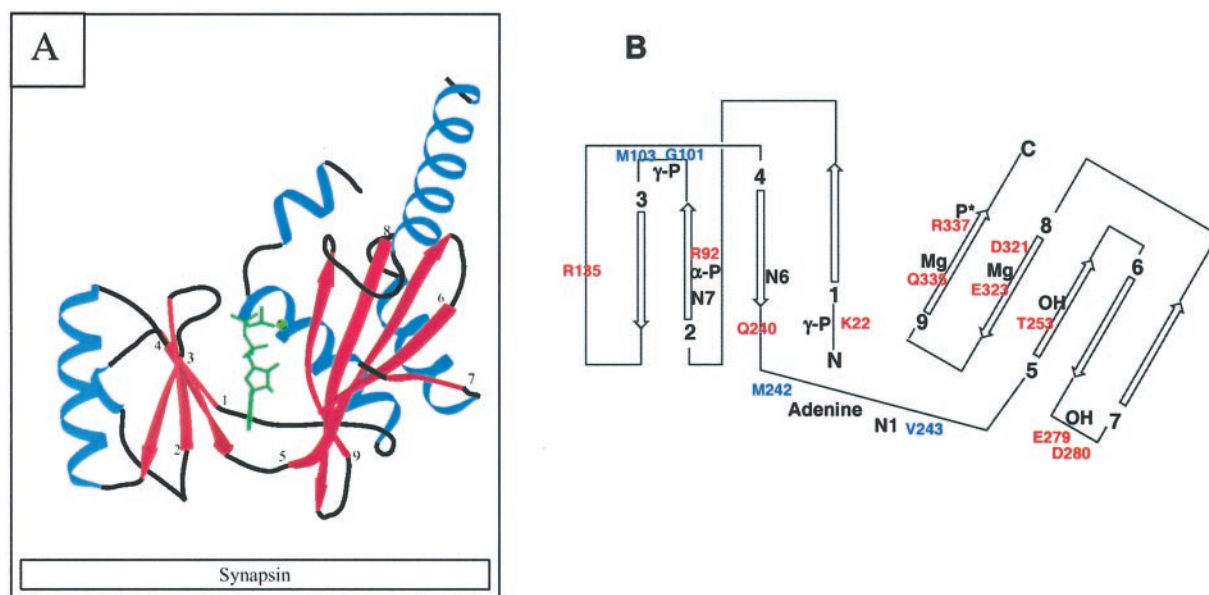 A
8
6
4
3
7
1
2
5
9
Synapsin
B
M103 G101
γ-P
4
3
C
P*
R337
8
D321
R135
R92
α-P
N7
N6
Mg
Q335
Mg
E323
6
OH
T253
1
2
Q240
γ-P
K22
N
9
5
M242
Adenine
N1
V243
OH
7
E279
D280